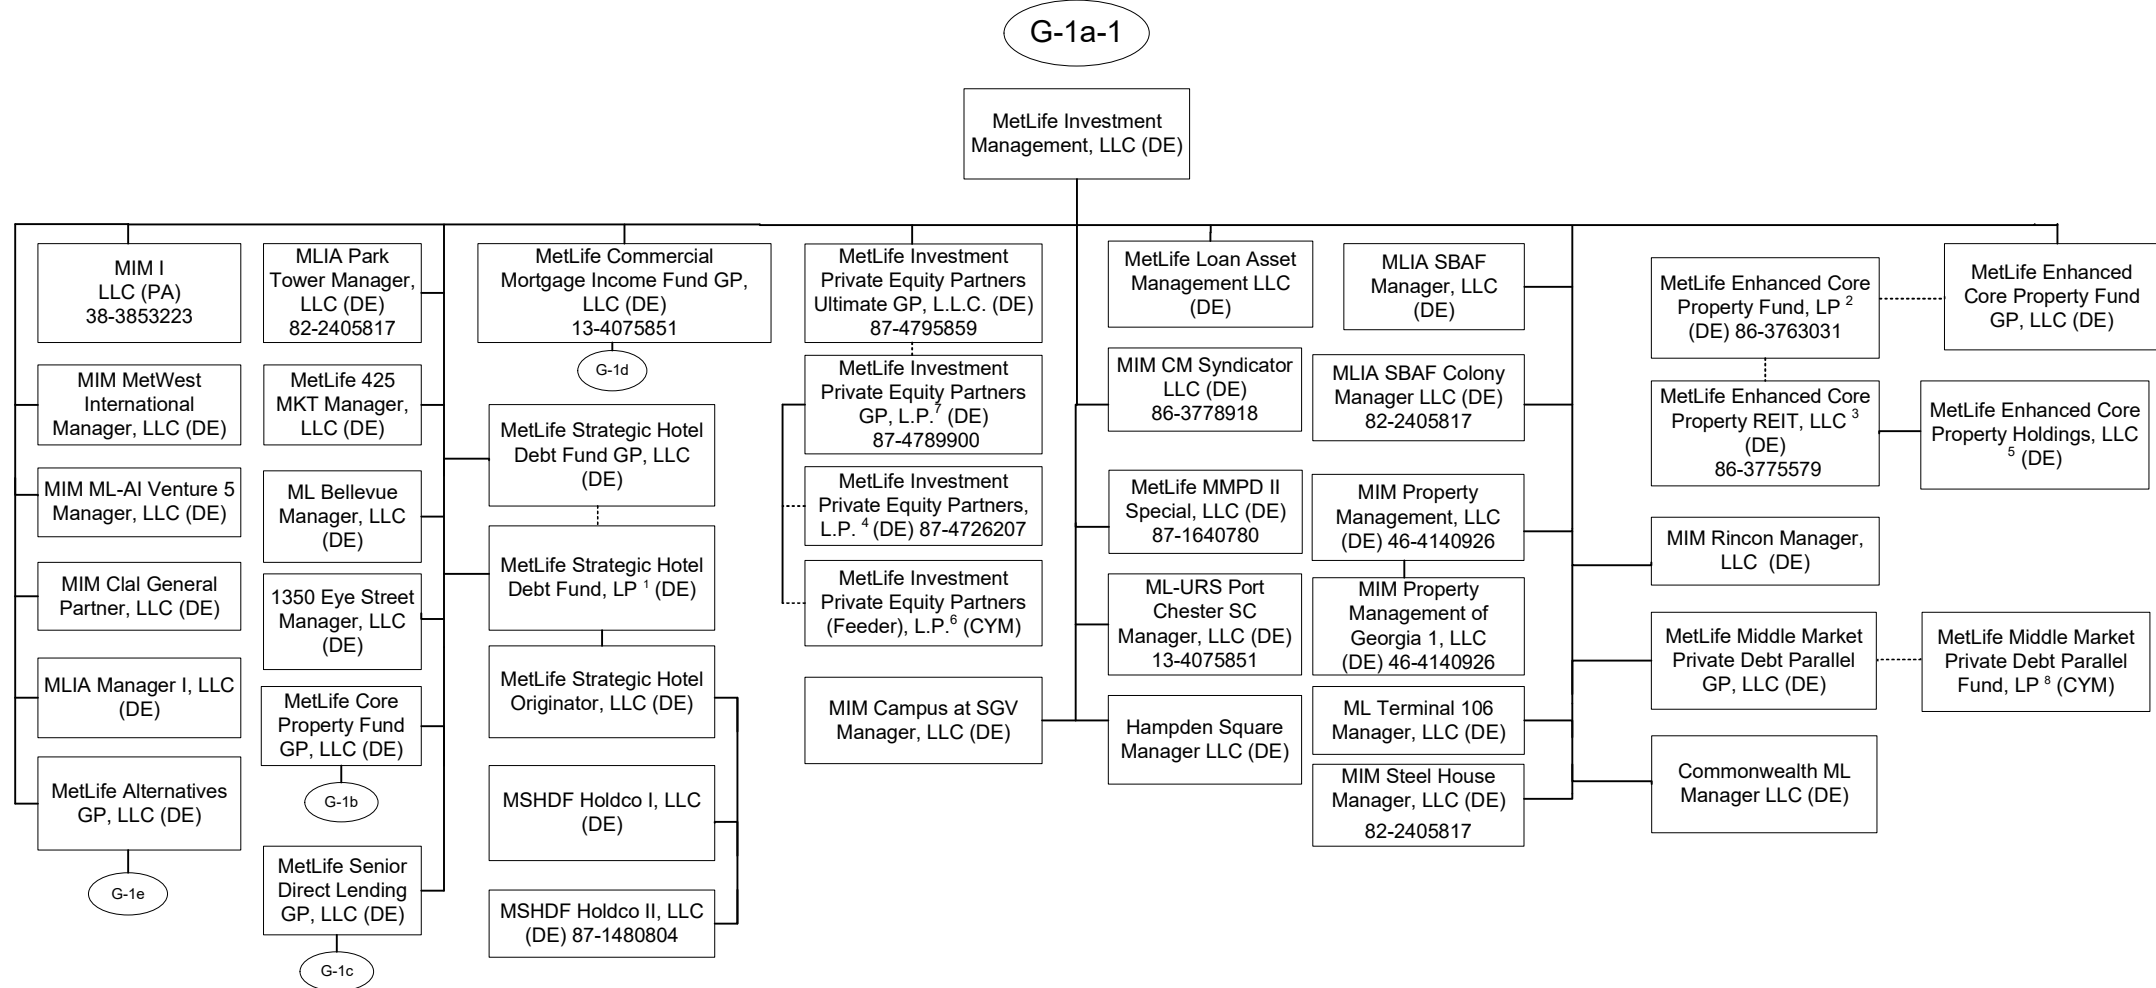 G-1a-1
MetLife Investment
Management, LLC (DE)
MIM I
LLC (PA)
38-3853223
MIM MetWest
International
Manager, LLC (DE)
MIM ML-AI Venture 5
Manager, LLC (DE)
MIM Clal General
Partner, LLC (DE)
MLIA Manager I, LLC
(DE)
MetLife Alternatives
GP, LLC (DE)
G-1e
MLIA Park
Tower Manager,
LLC (DE)
82-2405817
MetLife 425
MKT Manager,
LLC (DE)
ML Bellevue
Manager, LLC
(DE)
1350 Eye Street
Manager, LLC
(DE)
MetLife Core
Property Fund
GP, LLC (DE)
G-1b
MetLife Senior
Direct Lending
GP, LLC (DE)
G-1c
MetLife Commercial
Mortgage Income Fund GP,
LLC (DE)
13-4075851
G-1d
MetLife Strategic Hotel
Debt Fund GP, LLC
(DE)
MetLife Strategic Hotel
Debt Fund, LP 1 (DE)
MetLife Strategic Hotel
Originator, LLC (DE)
MSHDF Holdco I, LLC
(DE)
MSHDF Holdco II, LLC
(DE) 87-1480804
MetLife Investment
Private Equity Partners
Ultimate GP, L.L.C. (DE)
87-4795859
MetLife Investment
Private Equity Partners
GP, L.P.7 (DE)
87-4789900
MetLife Investment
Private Equity Partners,
L.P. 4 (DE) 87-4726207
MetLife Investment
Private Equity Partners
(Feeder), L.P.6 (CYM)
MIM Campus at SGV
Manager, LLC (DE)
MetLife Loan Asset
Management LLC
(DE)
MIM CM Syndicator
LLC (DE)
86-3778918
MetLife MMPD II
Special, LLC (DE)
87-1640780
ML-URS Port
Chester SC
Manager, LLC (DE)
13-4075851
Hampden Square
Manager LLC (DE)
MLIA SBAF
Manager, LLC
(DE)
MLIA SBAF Colony
Manager LLC (DE)
82-2405817
MIM Property
Management, LLC
(DE) 46-4140926
MIM Property
Management of
Georgia 1, LLC
(DE) 46-4140926
ML Terminal 106
Manager, LLC (DE)
MIM Steel House
Manager, LLC (DE)
82-2405817
MetLife Enhanced Core
Property Fund, LP 2
(DE) 86-3763031
MetLife Enhanced Core
Property REIT, LLC 3
(DE)
86-3775579
MIM Rincon Manager,
LLC (DE)
MetLife Middle Market
Private Debt Parallel
GP, LLC (DE)
Commonwealth ML
Manager LLC (DE)
MetLife Enhanced
Core Property Fund
GP, LLC (DE)
MetLife Enhanced Core
Property Holdings, LLC
5 (DE)
MetLife Middle Market
Private Debt Parallel
Fund, LP 8 (CYM)